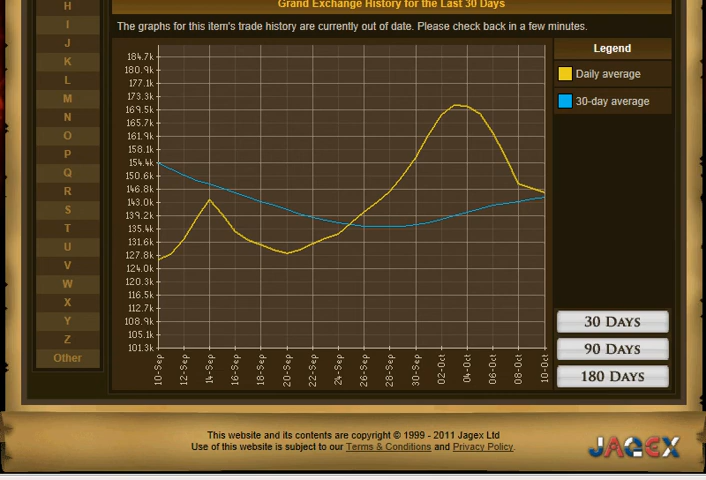 Grand Exchange History for the Last 30 Days
The graphs for this item's trade history are currently out of date. Please check back in a few minutes.
H
I
J
K
L
M
N
O
P
Q
R
S
T
U
V
W
X
Y
Z
Other
184.7k
180.9k
177.1k
173.3k
169.5k
165.7k
161.9k
158.1k
154.4k
150.6k
146.8k
143.0k
139.2k
135.4k
131.6k
127.8k
124.0k
120.3k
116.5k
112.7k
108.9k
105.1k
101.3k
10-Sep
12-Sep
14-Sep
16-Sep
18-Sep
20-Sep
22-Sep
24-Sep
26-Sep
28-Sep
30-Sep
02-Oct
04-Oct
06-Oct
08-Oct
10-Oct
Legend
Daily average
30-day average
30 DAYS
90 DAYS
180 DAYS
This website and its contents are copyright © 1999 - 2011 Jagex Ltd
Use of this website is subject to our Terms & Conditions and Privacy Policy.
JAGEX